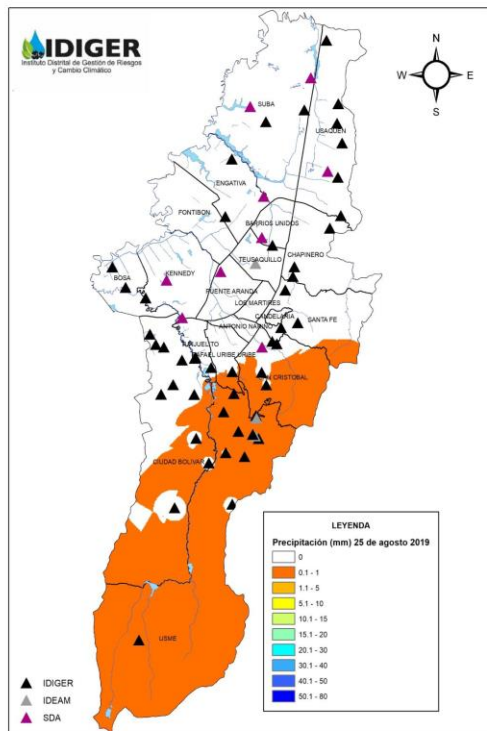 IDIGER
Instituto Distrital de Gestión de Riesgos
y Cambio Climático
N
W
E
S
SUBA
USAQUEN
ENGATIVA
FONTIBON
BARRIOS UNIDOS
TEUSAQUILLO
CHAPINERO
BOSA
KENNEDY
PUENTE ARANDA
LOS MARTIRES
CANDELARIA
SANTA FE
ANTONIO NARIÑO
TUNJUELITO
RAFAEL URIBE URIBE
SAN CRISTOBAL
CIUDAD BOLIVAR
USME
LEYENDA
Precipitación (mm) 25 de agosto 2019
0
0.1 - 1
1.1 - 5
5.1 - 10
10.1 - 15
15.1 - 20
20.1 - 30
30.1 - 40
40.1 - 50
50.1 - 80
IDIGER
IDEAM
SDA